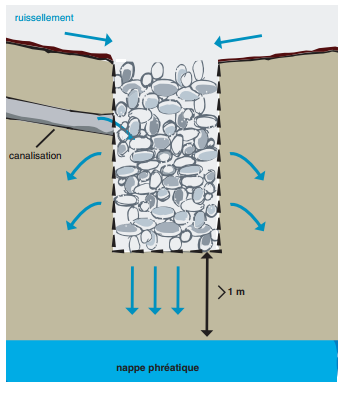 ruissellement
canalisation
> 1 m
nappe phréatique